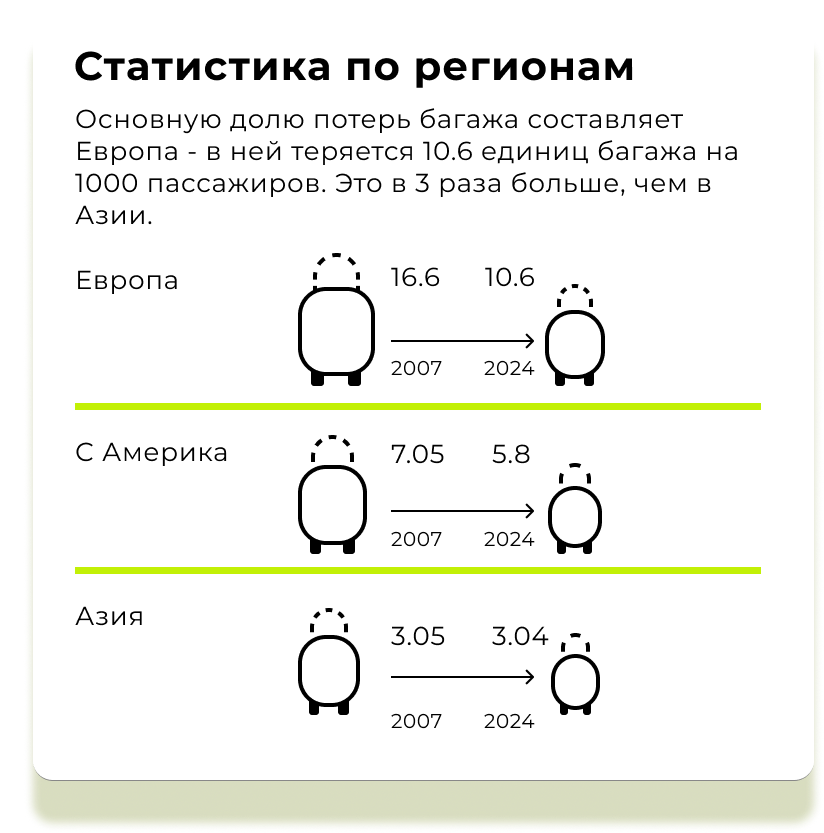 Статистика по регионам
Основную долю потерь багажа составляет
Европа - в ней теряется 10.6 единиц багажа на
1000 пассажиров. Это в 3 раза больше, чем в
Азии.
Европа
16.6 10.6
2007 2024
С Америка
7.05 5.8
2007 2024
Азия
3.05 3.04
2007 2024